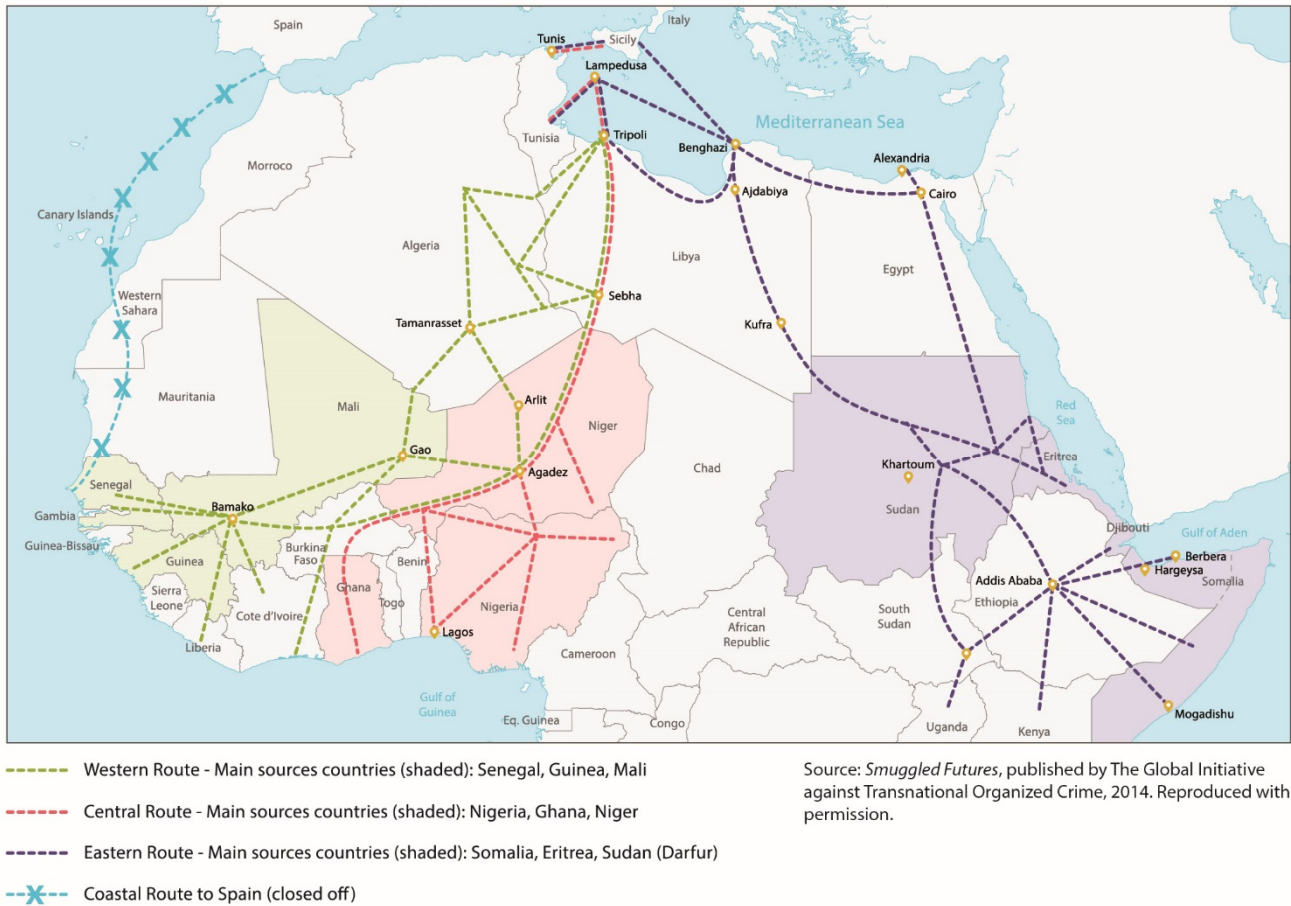 Spain
Italy
Tunis
Sicily
Lampedusa
Tunisia
Tripoli
Mediterranean Sea
Benghazi
Alexandria
Morroco
Ajdabiya
Cairo
Canary Islands
Algeria
Libya
Egypt
Western
Sahara
Sebha
Tamanrasset
Kufra
Mauritania
Mali
Arlit
Niger
Red
Sea
Gao
Agadez
Chad
Khartoum
Sudan
Eritrea
Senegal
Gambia
Bamako
Guinea-Bissau
Guinea
Burkina
Faso
Benin
Djibouti
Gulf of Aden
Berbera
Hargeysa
Somalia
Sierra
Leone
Cote d’Ivoire
Ghana
Togo
Nigeria
Addis Ababa
Ethiopia
South
Sudan
Central
African
Republic
Liberia
Lagos
Cameroon
Gulf of
Guinea
Eq. Guinea
Congo
Uganda
Kenya
Mogadishu
Western Route - Main sources countries (shaded): Senegal, Guinea, Mali
Central Route - Main sources countries (shaded): Nigeria, Ghana, Niger
Eastern Route - Main sources countries (shaded): Somalia, Eritrea, Sudan (Darfur)
X Coastal Route to Spain (closed off)
Source: Smuggled Futures, published by The Global Initiative
against Transnational Organized Crime, 2014. Reproduced with
permission.